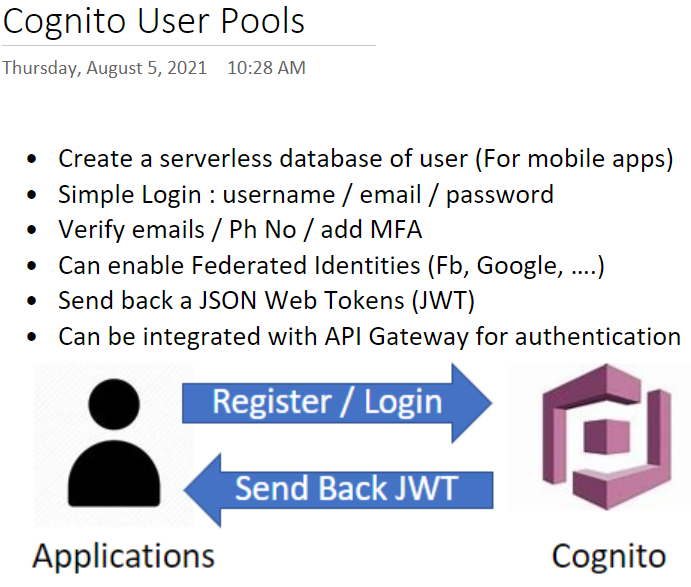 Cognito User Pools
Thursday, August 5, 2021 10:28 AM
• Create a serverless database of user (For mobile apps)
• Simple Login : username / email / password
• Verify emails / Ph No / add MFA
• Can enable Federated Identities (Fb, Google, ....)
• Send back a JSON Web Tokens (JWT)
• Can be integrated with API Gateway for authentication
Register / Login
Send Back JWT
Applications
Cognito